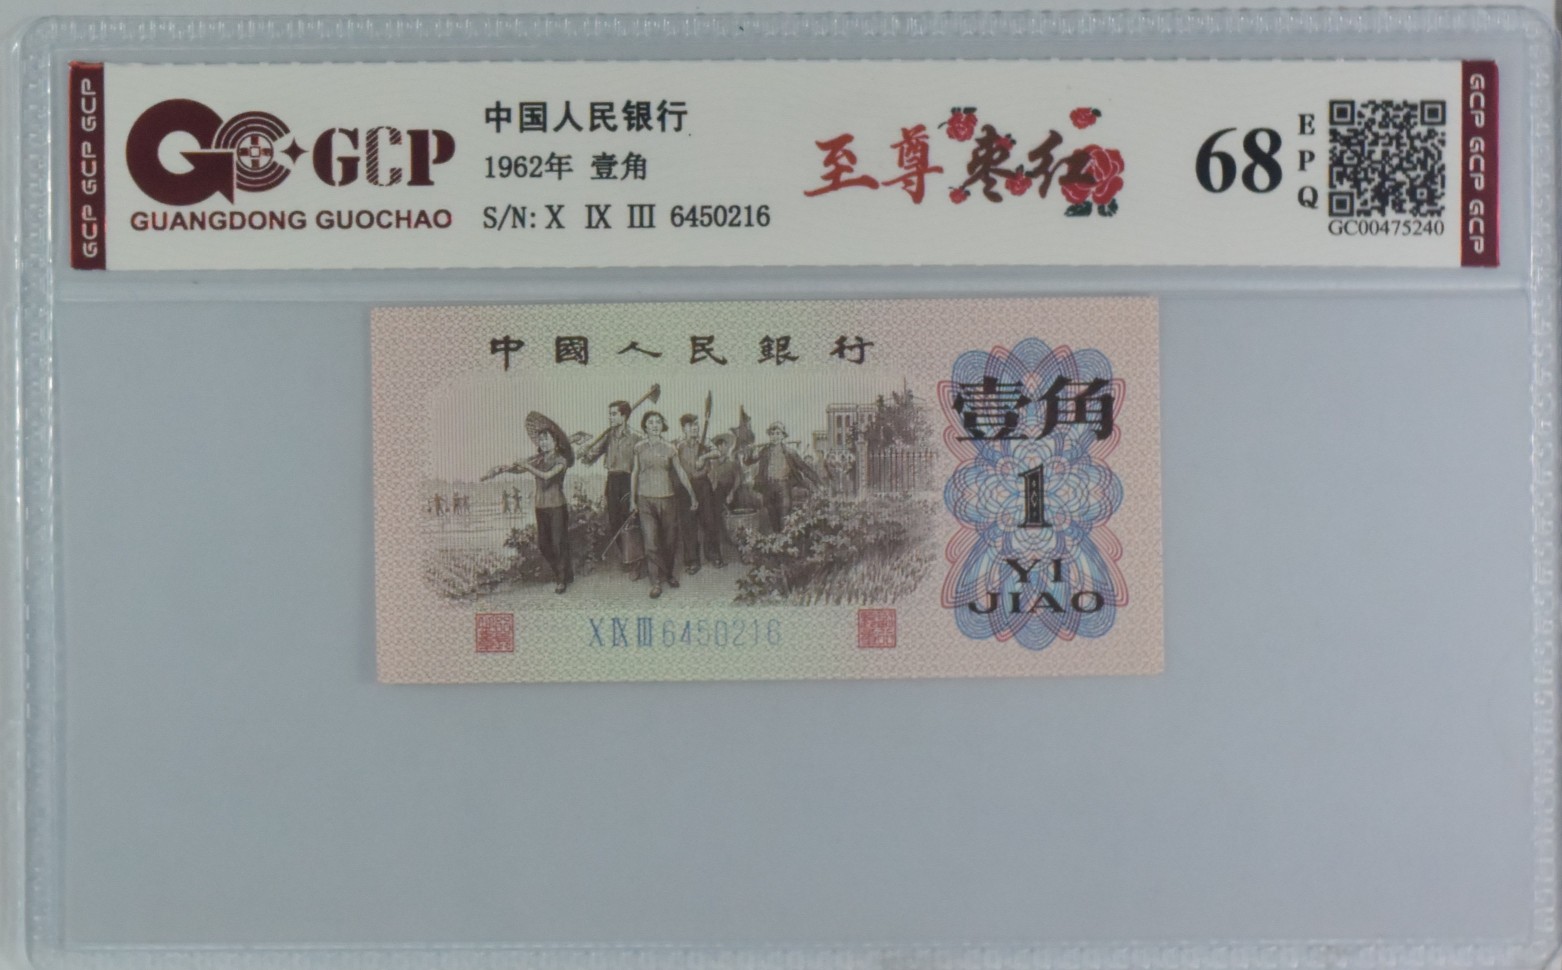 GCP GCP GCP
GCP
GUANGDONG GUOCHAO
中国人民银行
1962年 壹角
S/N: X IX III 6450216
至尊枣红
68
EPQ
GC00475240
GCP GCP GCP
中國人民銀行
壹角
1
YI
JIAO
X IX III 6450216